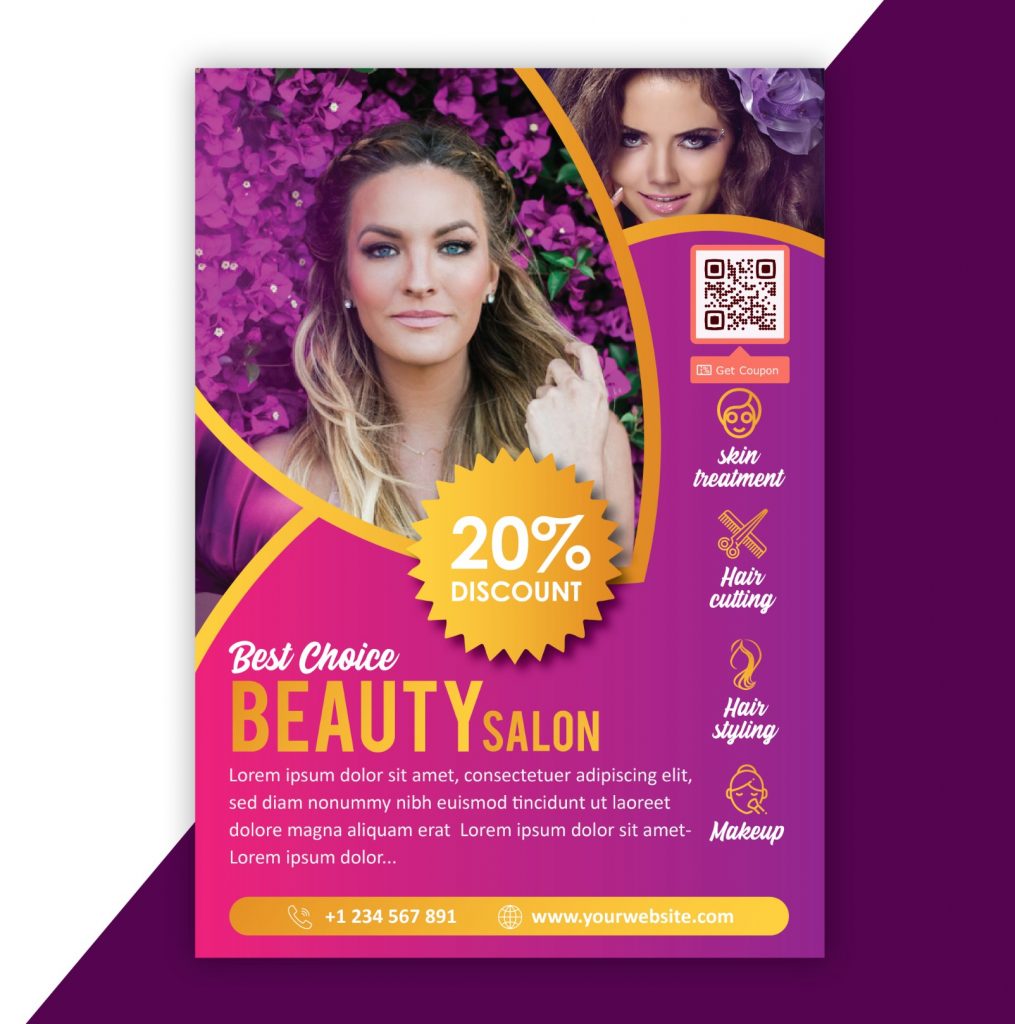 Get Coupon
skin
treatment
Hair
cutting
Hair
styling
Makeup
20%
DISCOUNT
Best Choice
BEAUTY SALON
Lorem ipsum dolor sit amet, consectetuer adipiscing elit,
sed diam nonummy nibh euismod tincidunt ut laoreet
dolore magna aliquam erat Lorem ipsum dolor sit amet-
Lorem ipsum dolor...
+1 234 567 891 www.yourwebsite.com